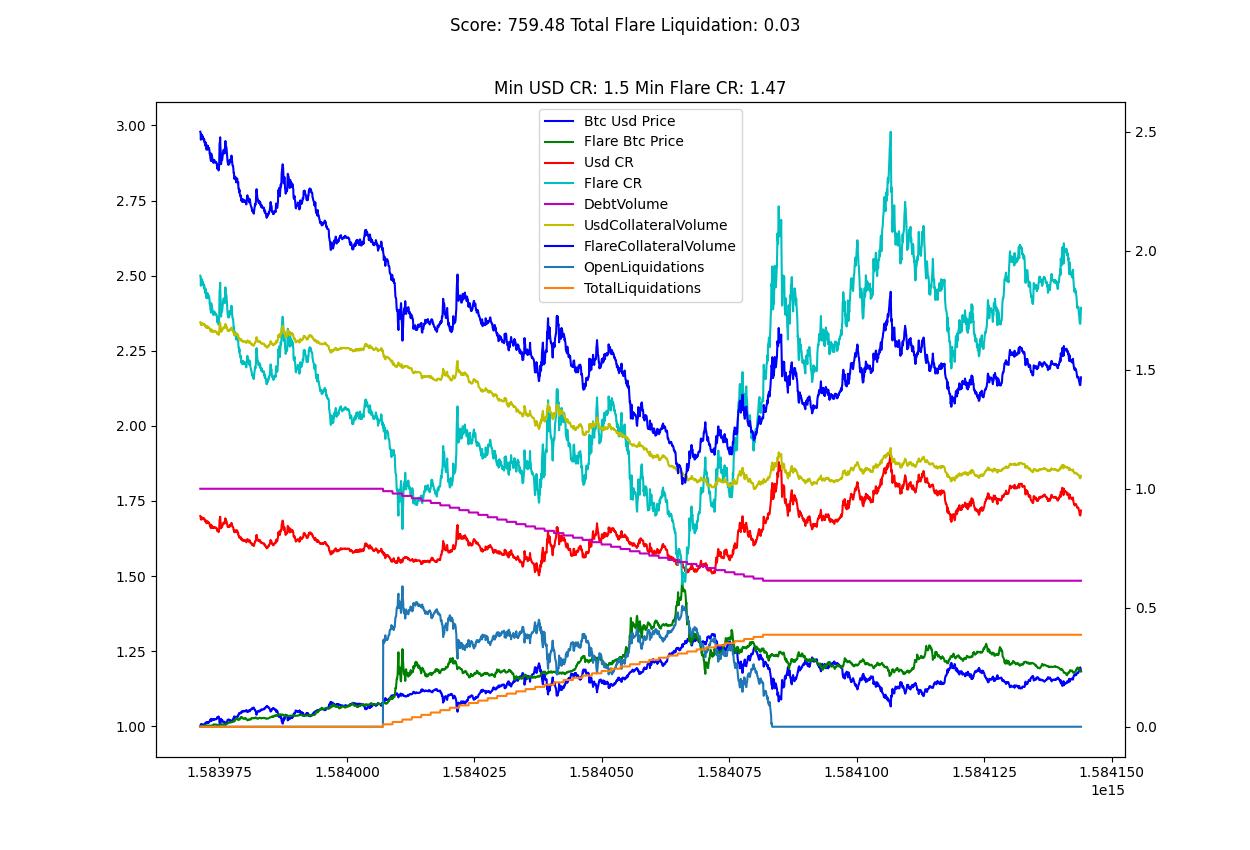 Score: 759.48 Total Flare Liquidation: 0.03
Min USD CR: 1.5 Min Flare CR: 1.47
3.00
2.75
2.50
2.25
2.00
1.75
1.50
1.25
1.00
Btc Usd Price
Flare Btc Price
Usd CR
Flare CR
DebtVolume
UsdCollateralVolume
FlareCollateralVolume
OpenLiquidations
TotalLiquidations
2.5
2.0
1.5
1.0
0.5
0.0
1.583975 1.584000 1.584025 1.584050 1.584075 1.584100 1.584125 1.584150
1e15